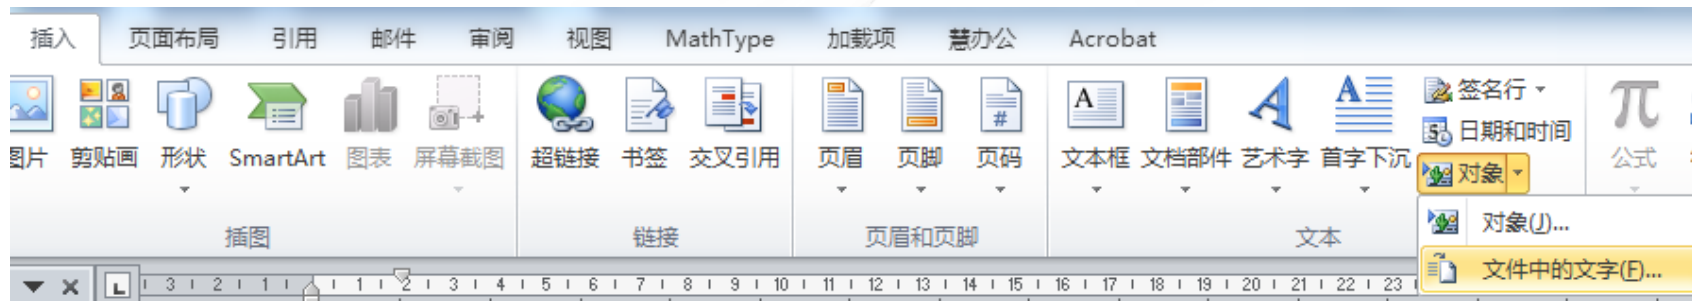 插入 页面布局 引用 邮件 审阅 视图 MathType 加载项 慧办公 Acrobat
图片 剪贴画 形状 SmartArt 图表 屏幕截图 超链接 书签 交叉引用 页眉 页脚 页码 # A 文本框 文档部件 A 艺术字 A 首字下沉 签名行 π 公式
5 日期和时间
对象
插图 链接 页眉和页脚 文本
对象(J)...
文件中的文字(F)...
L 3 2 1 1 2 3 4 5 6 7 8 9 10 11 12 13 14 15 16 17 18 19 20 21 22 23